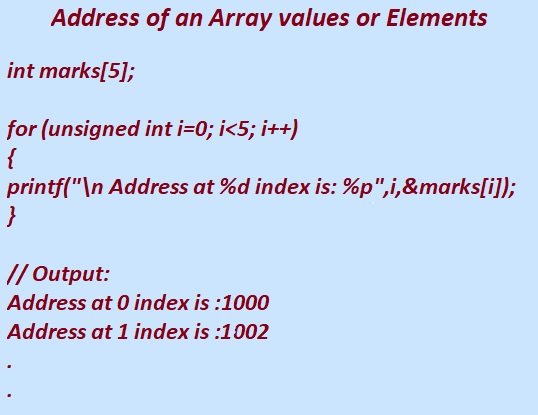 Address of an Array values or Elements
int marks[5];
for (unsigned int i=0; i<5; i++)
{
printf("\n Address at %d index is: %p",i,&marks[i]);
}
// Output:
Address at 0 index is :1000
Address at 1 index is :1002
.
.